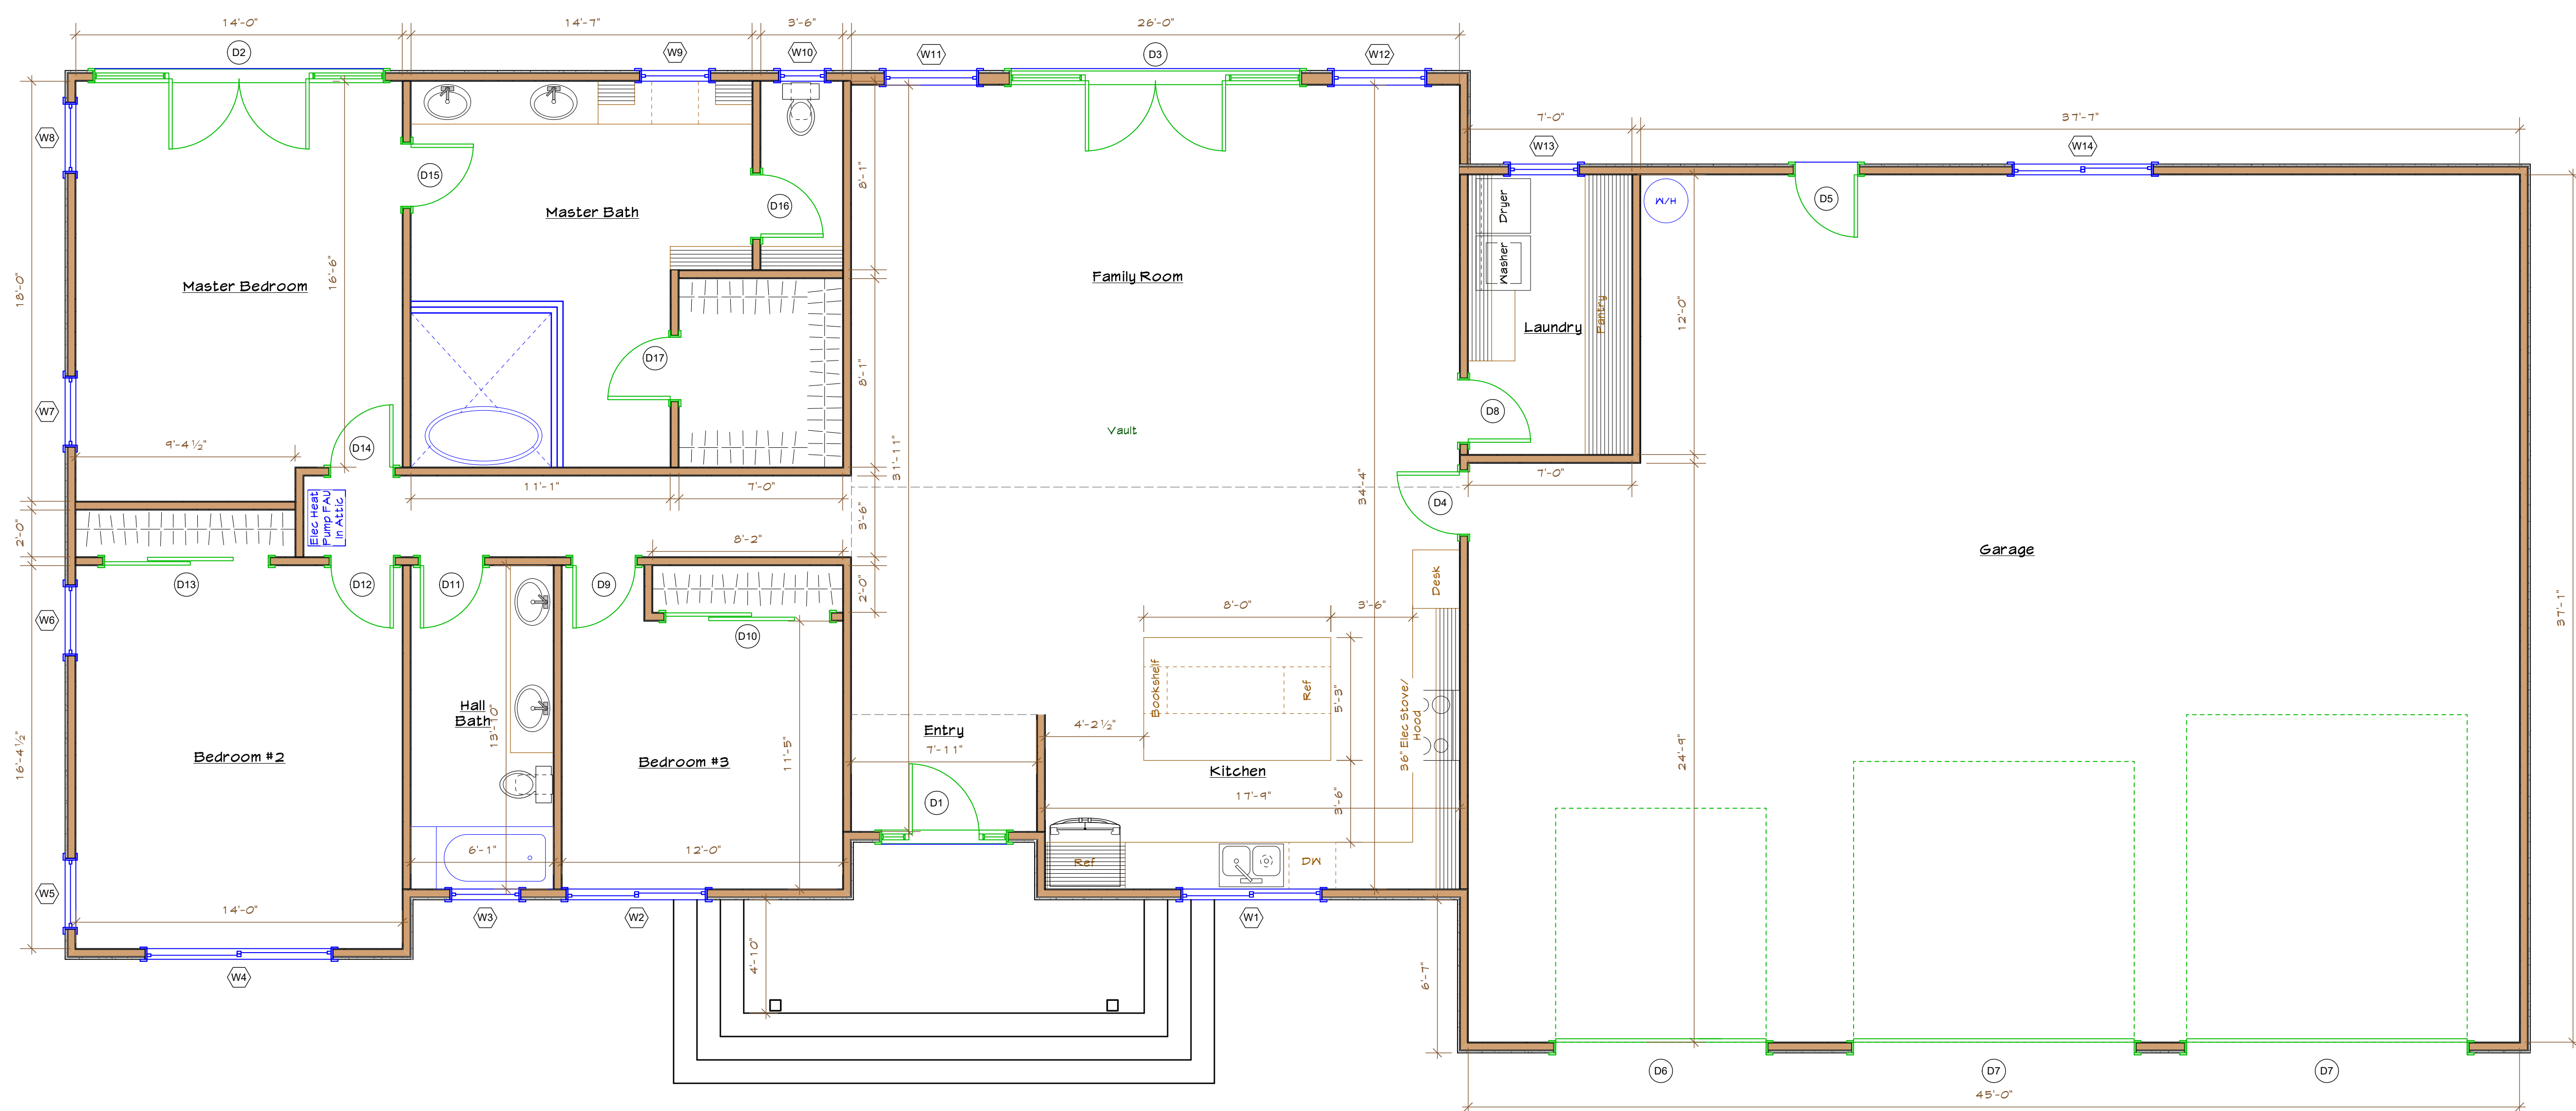 14'-0"
14'-7"
3'-6"
26'-0"
D2
W9
W10
W11
D3
W12
7'-0"
37'-7"
W8
W13
W14
D15
8'-1"
D16
D5
W/H
Dryer
Master Bath
Washer
18'-0"
Master Bedroom
16'-6"
Family Room
12'-0"
Pantry
Laundry
D17
8'-1"
W7
D8
9'-4½"
D14
31'-11"
Vault
34'-4"
11'-1"
7'-0"
7'-0"
D4
Elec Heat
Pump FAU
In Attic
3'-6"
2'-0"
8'-2"
Garage
D13
D12
D11
D9
2'-0"
Desk
37'-1"
W6
D10
8'-0"
3'-6"
Bookshelf
Ref
5'-3"
36" Elec Stove/
Hood
Hall
Bath
13'-10"
Entry
7'-11"
4'-2½"
16'-4½"
Bedroom #2
Bedroom #3
11'-5"
Kitchen
24'-9"
D1
17'-9"
3'-6"
6'-1"
12'-0"
Ref
DW
W5
14'-0"
W3
W2
W1
4'-10"
6'-7"
W4
D6
D7
D7
45'-0"